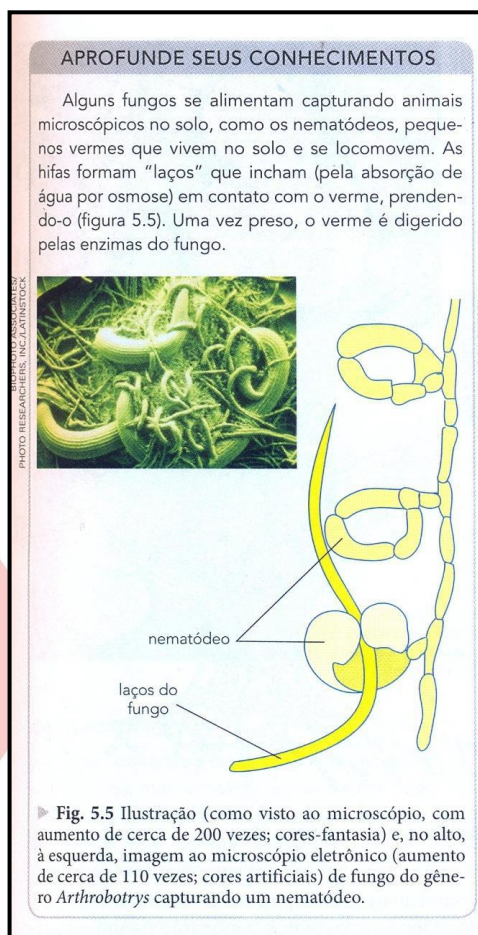 APROFUNDE SEUS CONHECIMENTOS
Alguns fungos se alimentam capturando animais
microscópicos no solo, como os nematódeos, peque-
nos vermes que vivem no solo e se locomovem. As
hifas formam “laços” que incham (pela absorção de
água por osmose) em contato com o verme, prenden-
do-o (figura 5.5). Uma vez preso, o verme é digerido
pelas enzimas do fungo.
BIOPHOTO ASSOCIATES/
PHOTO RESEARCHERS, INC./LATINSTOCK
nematódeo
laços do
fungo
Fig. 5.5 Ilustração (como visto ao microscópio, com
aumento de cerca de 200 vezes; cores-fantasia) e, no alto,
à esquerda, imagem ao microscópio eletrônico (aumento
de cerca de 110 vezes; cores artificiais) de fungo do gêne-
ro Arthrobotrys capturando um nematódeo.